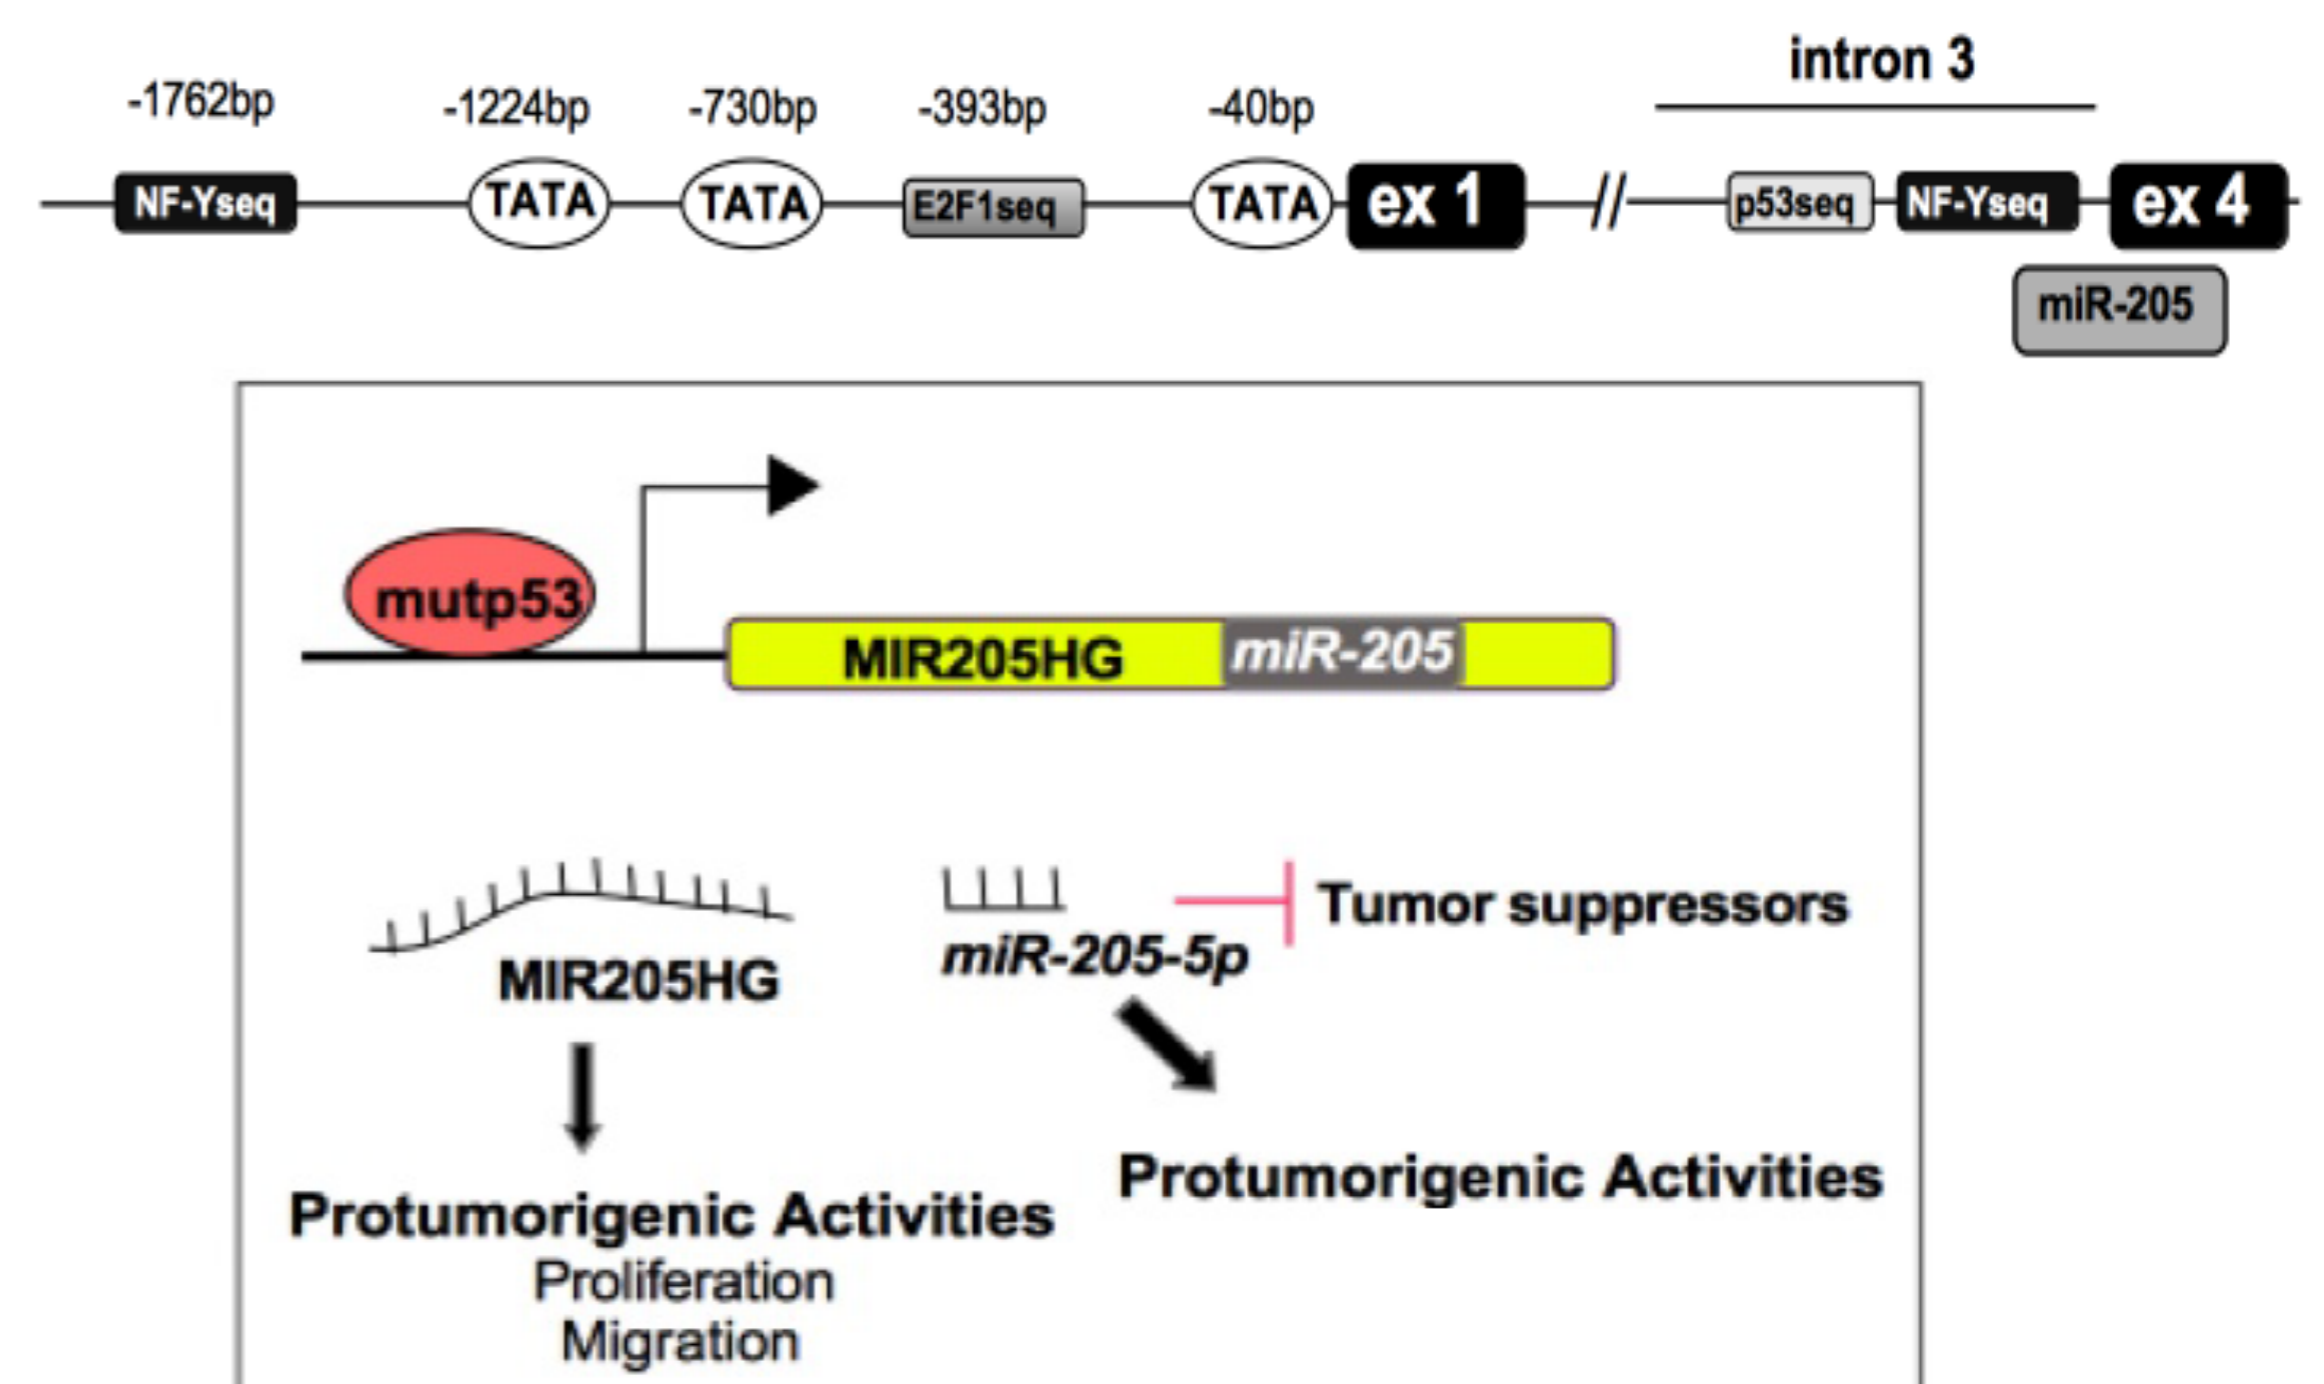 intron 3
-1762bp -1224bp -730bp -393bp -40bp
NF-Yseq TATA TATA E2F1seq TATA ex 1 // p53seq NF-Yseq ex 4
miR-205
mutp53
MIR205HG miR-205
Tumor suppressors
miR-205-5p
MIR205HG
Protumorigenic Activities
Protumorigenic Activities
Proliferation
Migration